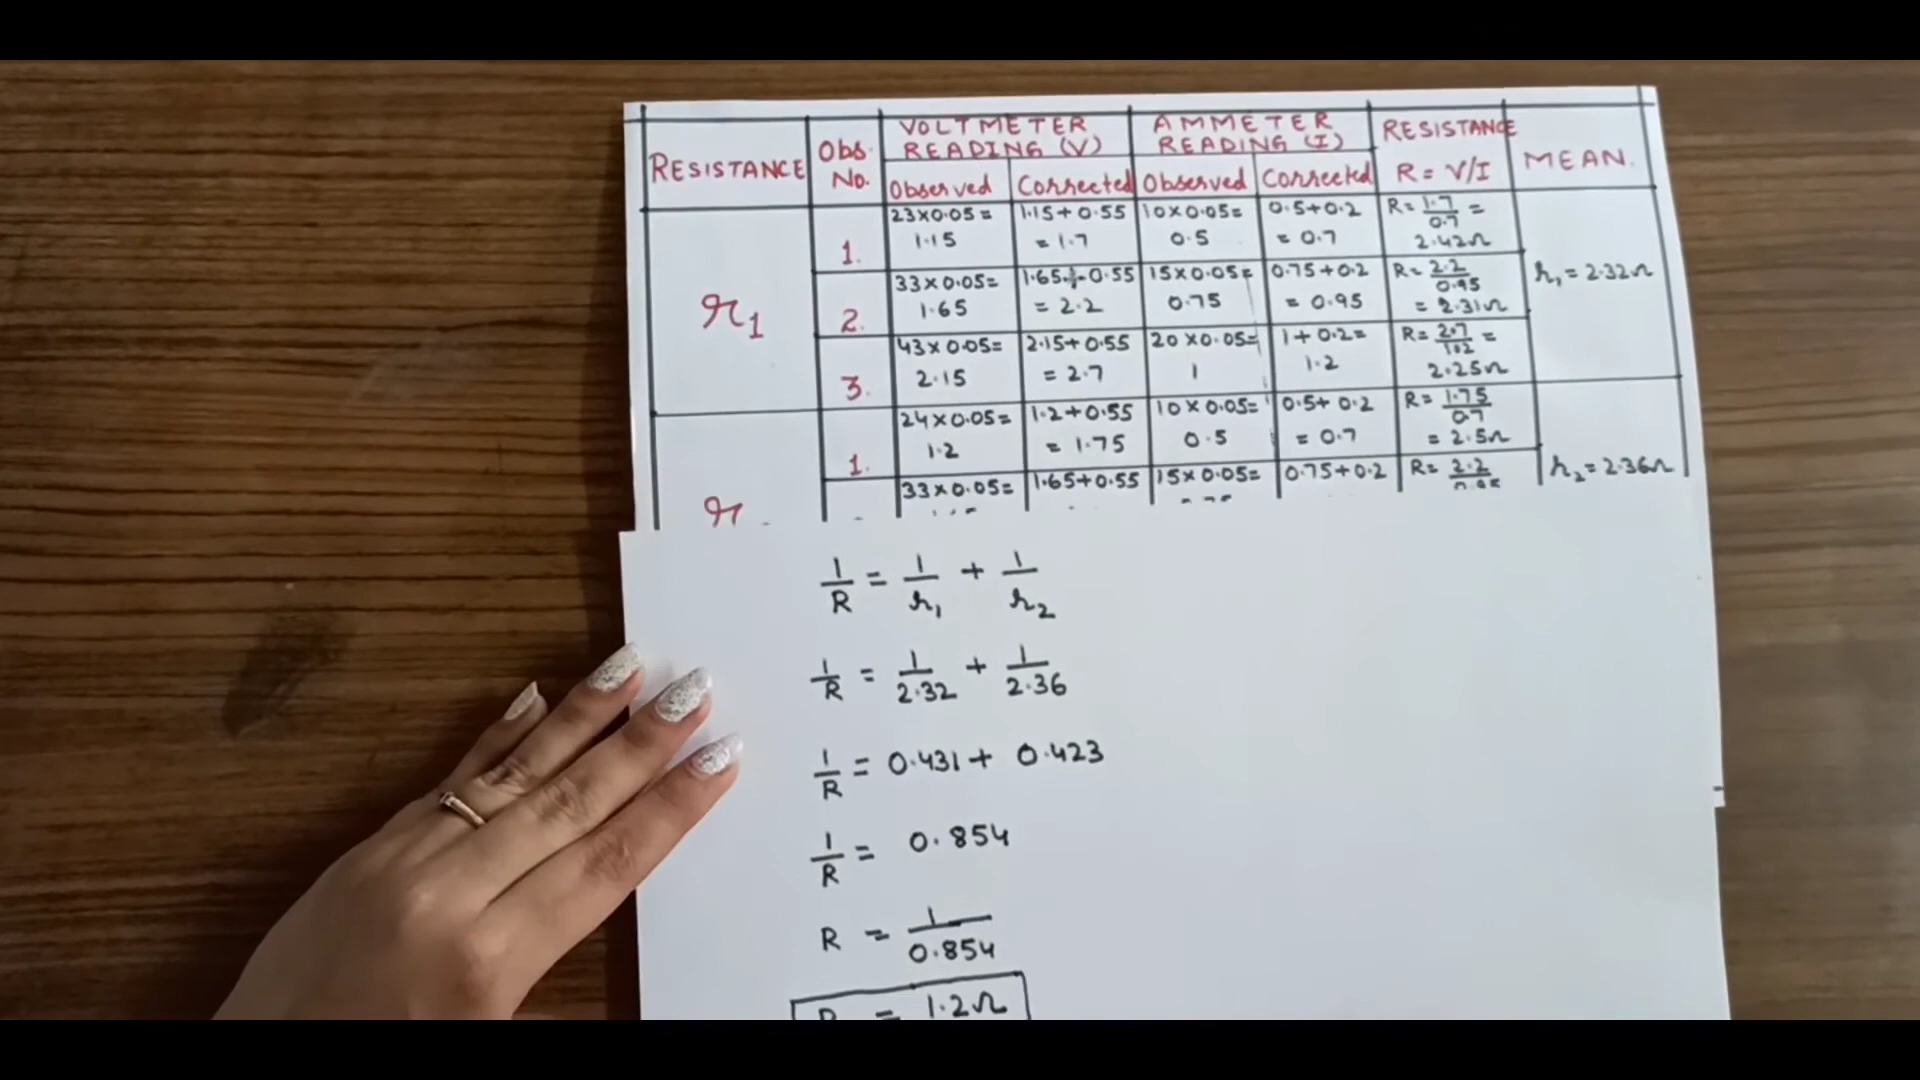 RESISTANCE
Obs. No.
VOLTMETER READING (V)
AMMETER READING (I)
RESISTANCE R = V/I
MEAN.
Observed Corrected Observed Corrected
r1
1.
23×0.05= 1.15
1.15+0.55 = 1.7
10×0.05= 0.5
0.5+0.2 = 0.7
R= 1.7/0.7 = 2.42Ω
2.
33×0.05= 1.65
1.65+0.55 = 2.2
15×0.05= 0.75
0.75+0.2 = 0.95
R= 2.2/0.95 = 2.31Ω
r1 = 2.32Ω
3.
43×0.05= 2.15
2.15+0.55 = 2.7
20×0.05= 1
1+0.2= 1.2
R= 2.7/1.2 = 2.25Ω
1.
24×0.05= 1.2
1.2+0.55 = 1.75
10×0.05= 0.5
0.5+0.2 = 0.7
R= 1.75/0.7 = 2.5Ω
r2 = 2.36Ω
r
33×0.05=
1.65+0.55
15×0.05=
0.75+0.2
R= 2.2/0.95
1/R = 1/r1 + 1/r2
1/R = 1/2.32 + 1/2.36
1/R = 0.431 + 0.423
1/R = 0.854
R = 1/0.854
R = 1.2Ω